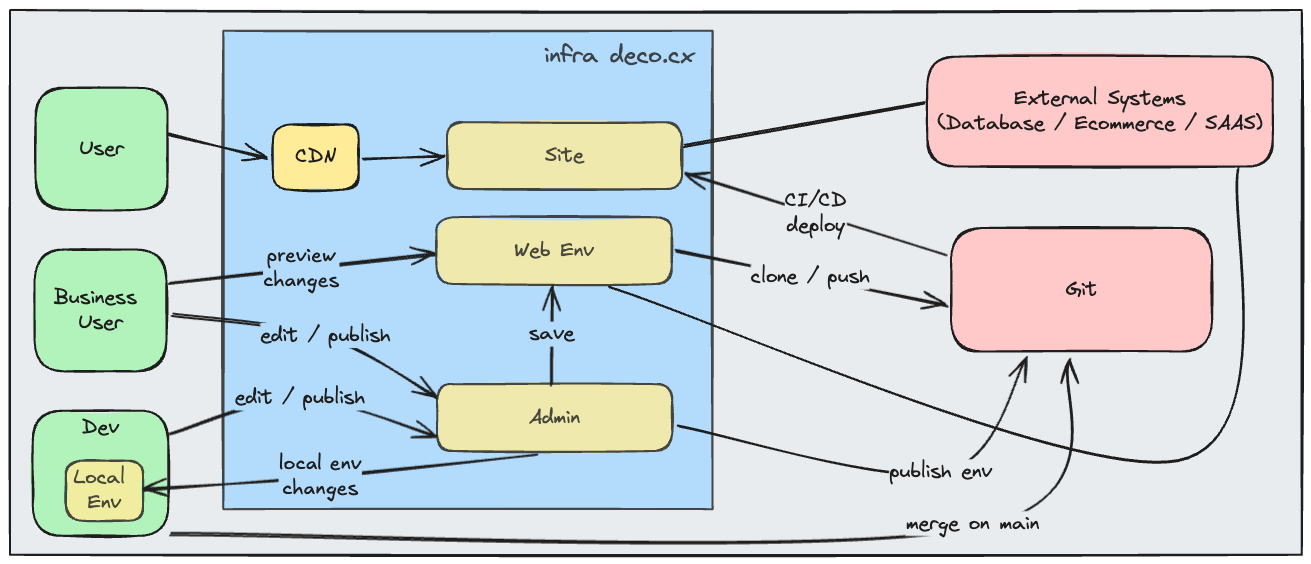 infra deco.cx
User
CDN
Site
External Systems
(Database / Ecommerce / SAAS)
CI/CD
deploy
Business
User
preview
changes
Web Env
clone / push
Git
edit / publish
save
edit / publish
Admin
Dev
Local
Env
local env
changes
publish env
merge on main